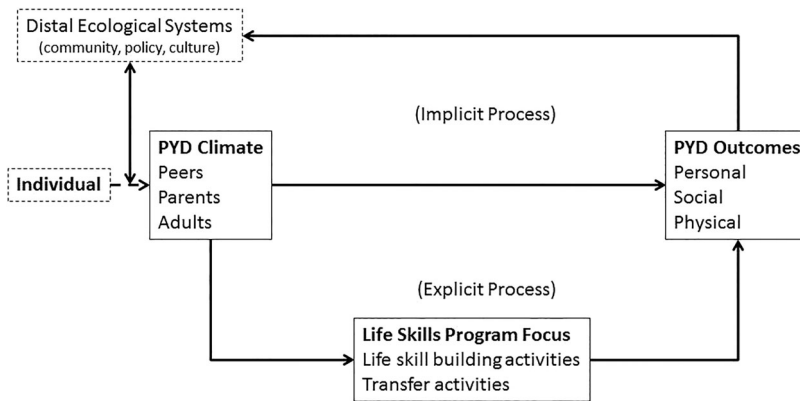 Distal Ecological Systems
(community, policy, culture)
(Implicit Process)
PYD Climate
Peers
Parents
Adults
Individual
PYD Outcomes
Personal
Social
Physical
(Explicit Process)
Life Skills Program Focus
Life skill building activities
Transfer activities